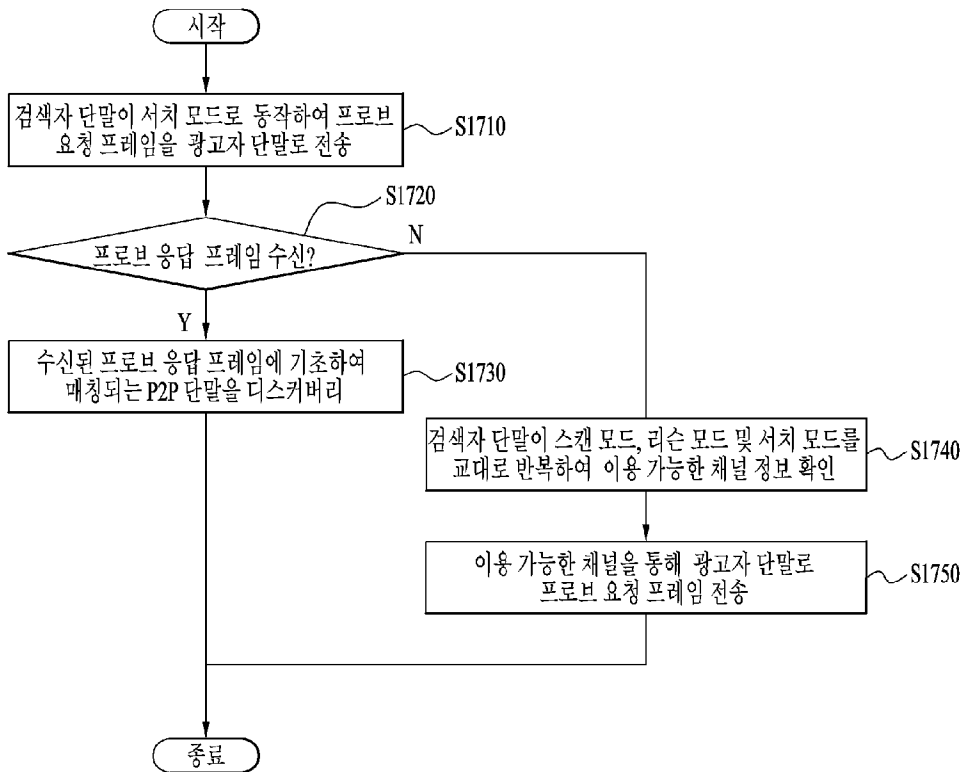 시작
검색자 단말이 서치 모드로 동작하여 프로브
요청 프레임을 광고자 단말로 전송
S1710
S1720
프로브 응답 프레임 수신?
N
Y
수신된 프로브 응답 프레임에 기초하여
매칭되는 P2P 단말을 디스커버리
S1730
검색자 단말이 스캔 모드, 리슨 모드 및 서치 모드를
교대로 반복하여 이용 가능한 채널 정보 확인
S1740
이용 가능한 채널을 통해 광고자 단말로
프로브 요청 프레임 전송
S1750
종료